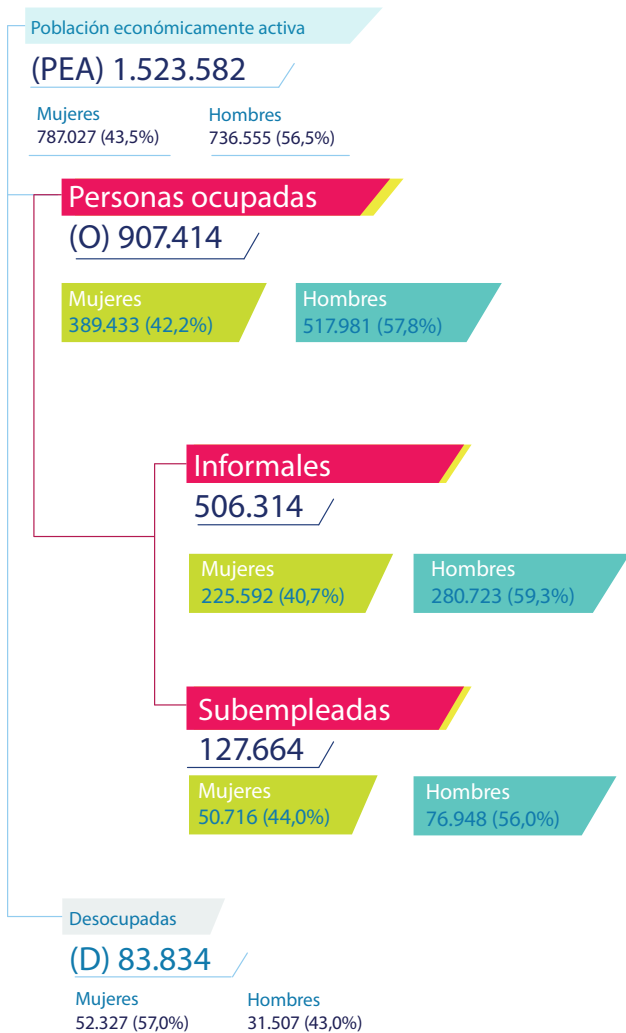 Población económicamente activa
(PEA) 1.523.582
Mujeres
787.027 (43,5%)
Hombres
736.555 (56,5%)
Personas ocupadas
(O) 907.414
Mujeres
389.433 (42,2%)
Hombres
517.981 (57,8%)
Informales
506.314
Mujeres
225.592 (40,7%)
Hombres
280.723 (59,3%)
Subempleadas
127.664
Mujeres
50.716 (44,0%)
Hombres
76.948 (56,0%)
Desocupadas
(D) 83.834
Mujeres
52.327 (57,0%)
Hombres
31.507 (43,0%)